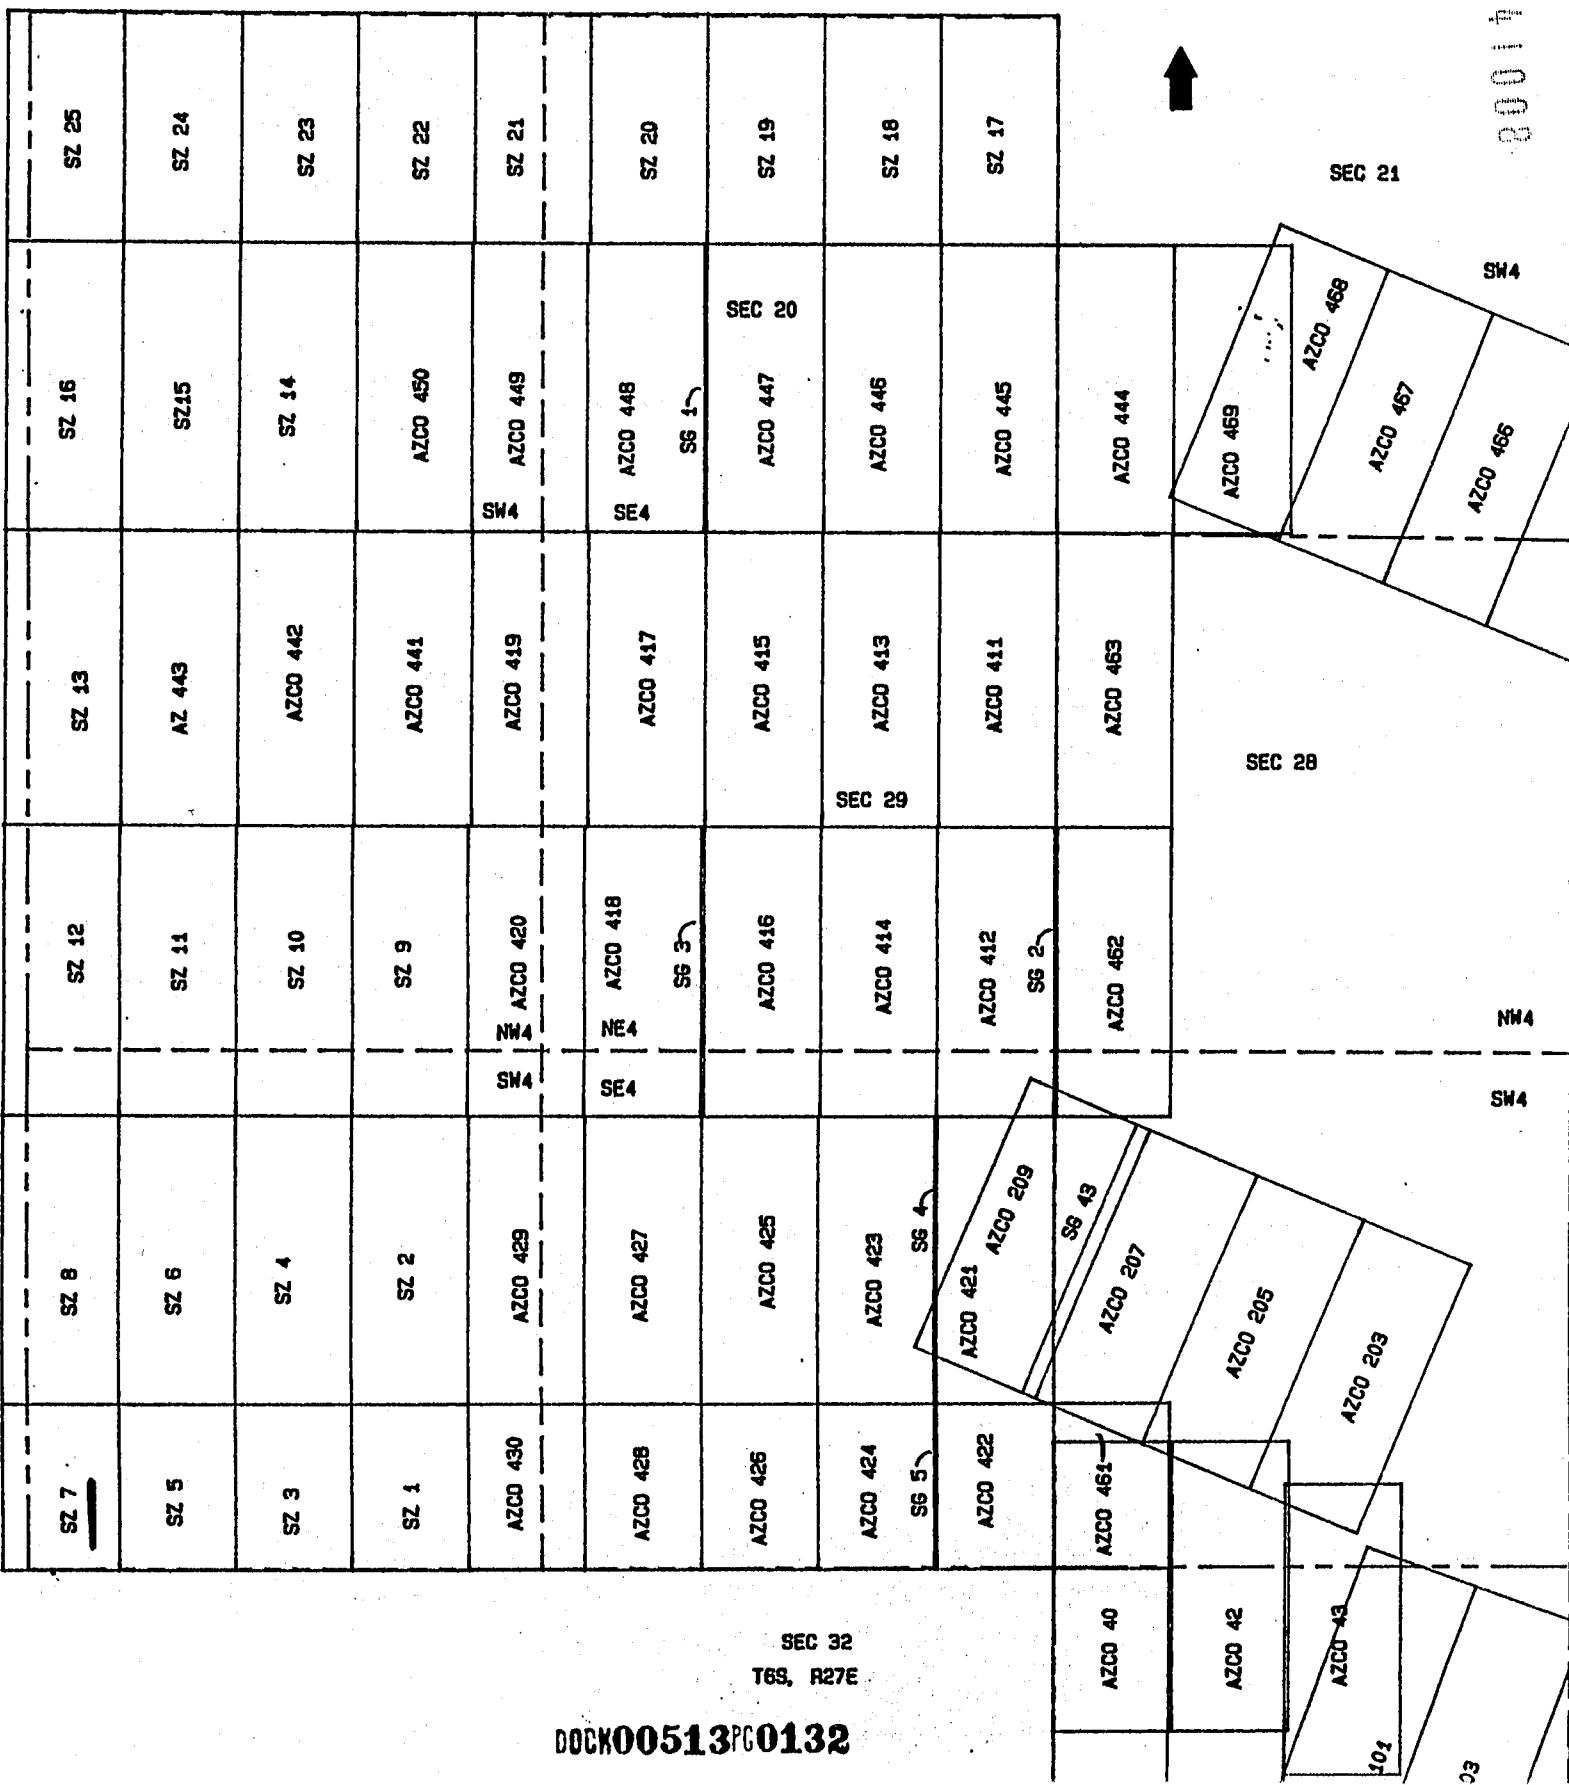 SZ 25
SZ 24
SZ 23
SZ 22
SZ 21
SZ 20
SZ 19
SZ 18
SZ 17
SEC 21
SW4
SZ 16
SZ15
SZ 14
AZCO 450
AZCO 449
AZCO 448
SG 1
SEC 20
AZCO 447
AZCO 446
AZCO 445
AZCO 444
AZCO 469
AZCO 468
AZCO 467
AZCO 466
SW4
SE4
SZ 13
AZ 443
AZCO 442
AZCO 441
AZCO 419
AZCO 417
AZCO 415
AZCO 413
AZCO 411
AZCO 463
SEC 29
SEC 28
SZ 12
SZ 11
SZ 10
SZ 9
AZCO 420
AZCO 418
SG 3
AZCO 416
AZCO 414
AZCO 412
SG 2
AZCO 462
NW4
NE4
NW4
SW4
SE4
SW4
SZ 8
SZ 6
SZ 4
SZ 2
AZCO 429
AZCO 427
AZCO 425
AZCO 423
SG 4
AZCO 421
AZCO 209
SG 43
AZCO 207
AZCO 205
AZCO 203
SZ 7
SZ 5
SZ 3
SZ 1
AZCO 430
AZCO 428
AZCO 426
AZCO 424
SG 5
AZCO 422
AZCO 461
AZCO 40
AZCO 42
AZCO 43
101
03
SEC 32
T6S, R27E
DOCK00513PG0132